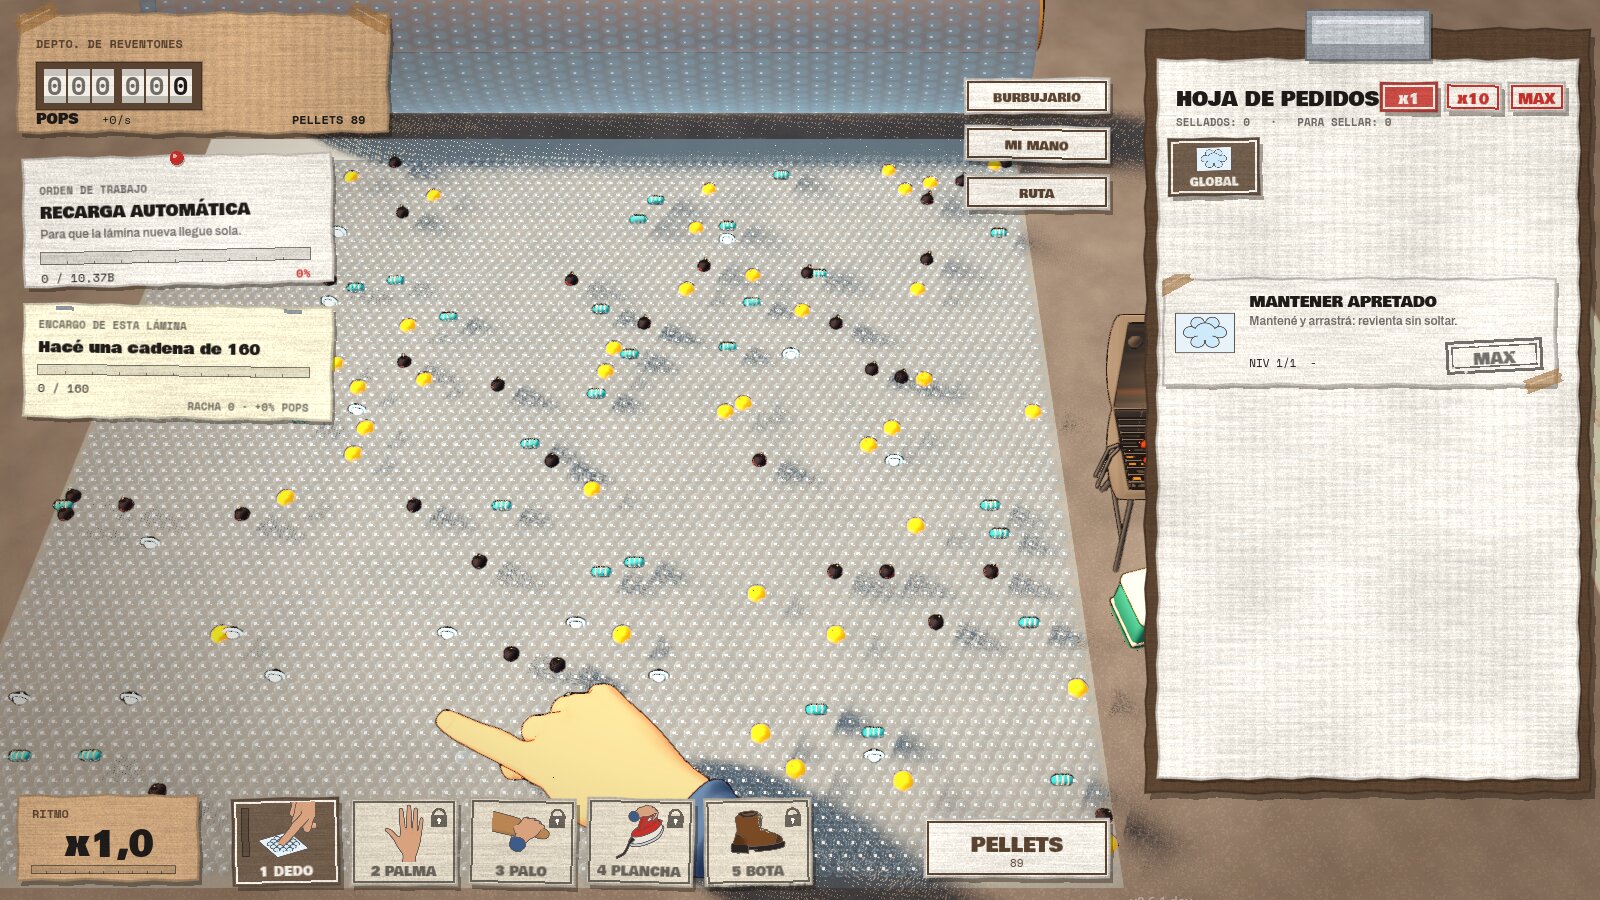 DEPTO. DE REVENTONES
000000
POPS +0/s PELLETS 89
ORDEN DE TRABAJO
RECARGA AUTOMÁTICA
Para que la lámina nueva llegue sola.
0 / 10.37B 0%
ENCARGO DE ESTA LÁMINA
Hacé una cadena de 160
0 / 160
RACHA 0 · +0% POPS
BURBUJARIO
MI MANO
RUTA
HOJA DE PEDIDOS x1 x10 MAX
SELLADOS: 0 · PARA SELLAR: 0
GLOBAL
MANTENER APRETADO
Mantené y arrastrá: revienta sin soltar.
NIV 1/1 - MAX
RITMO
x1,0
1 DEDO
2 PALMA
3 PALO
4 PLANCHA
5 BOTA
PELLETS
89